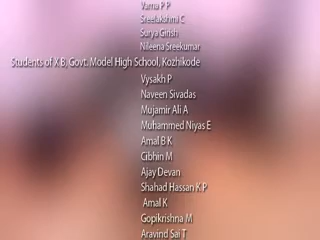 Varna P P
Sreelakshmi C
Surya Girish
Nileena Sreekumar
Students of X B, Govt. Model High School, Kozhikode
Vysakh P
Naveen Sivadas
Mujamir Ali A
Muhammed Niyas E
Amal B K
Gibhin M
Ajay Devan
Shahad Hassan K P
Amal K
Gopikrishna M
Aravind Sai T